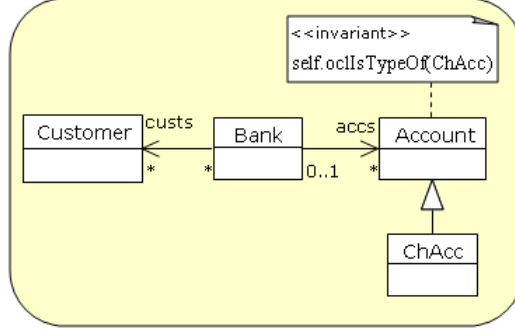 <<invariant>>
self.oclIsTypeOf(ChAcc)
Customer
custs
Bank
accs
Account
*
*
0..1
*
ChAcc